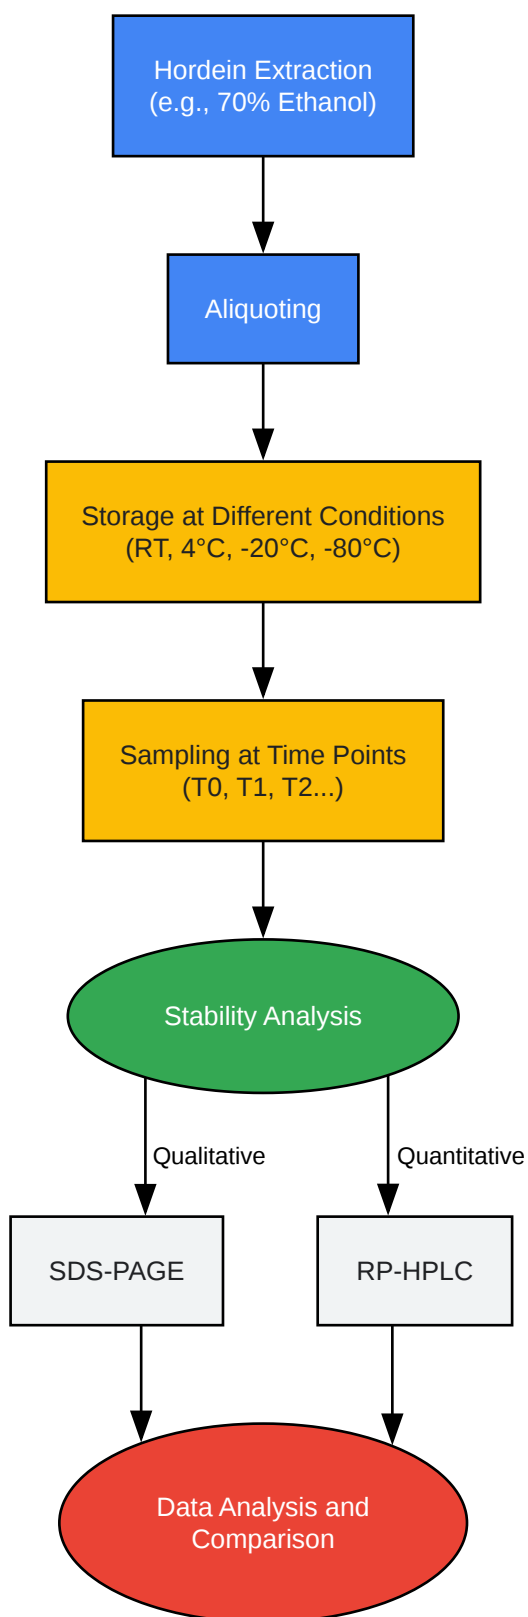 Hordein Extraction
(e.g., 70% Ethanol)
Aliquoting
Storage at Different Conditions
(RT, 4°C, -20°C, -80°C)
Sampling at Time Points
(T0, T1, T2...)
Stability Analysis
Qualitative
Quantitative
SDS-PAGE
RP-HPLC
Data Analysis and
Comparison